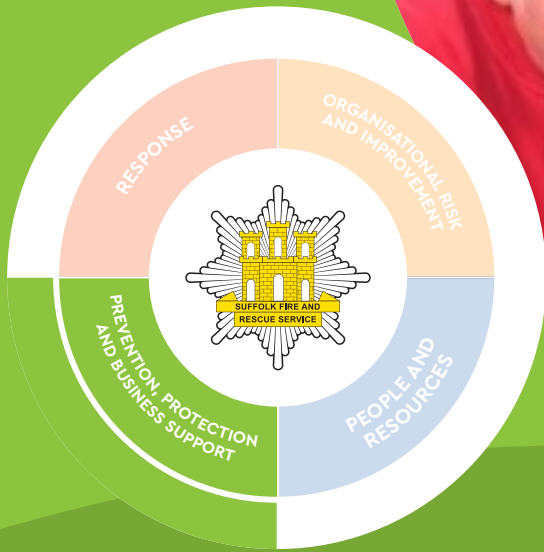 RESPONSE
ORGANISATIONAL RISK
AND IMPROVEMENT
SUFFOLK FIRE AND
RESCUE SERVICE
PREVENTION, PROTECTION
AND BUSINESS SUPPORT
PEOPLE AND
RESOURCES